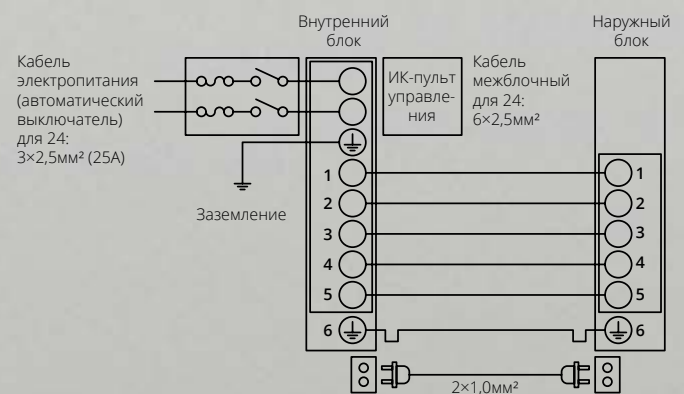 Внутренний
блок
Наружный
блок
Кабель
электропитания
(автоматический
выключатель)
для 24:
3×2,5мм² (25А)
ИК-пульт
управле-
ния
Кабель
межблочный
для 24:
6×2,5мм²
Заземление
1
2
3
4
5
6
1
2
3
4
5
6
2×1,0мм²